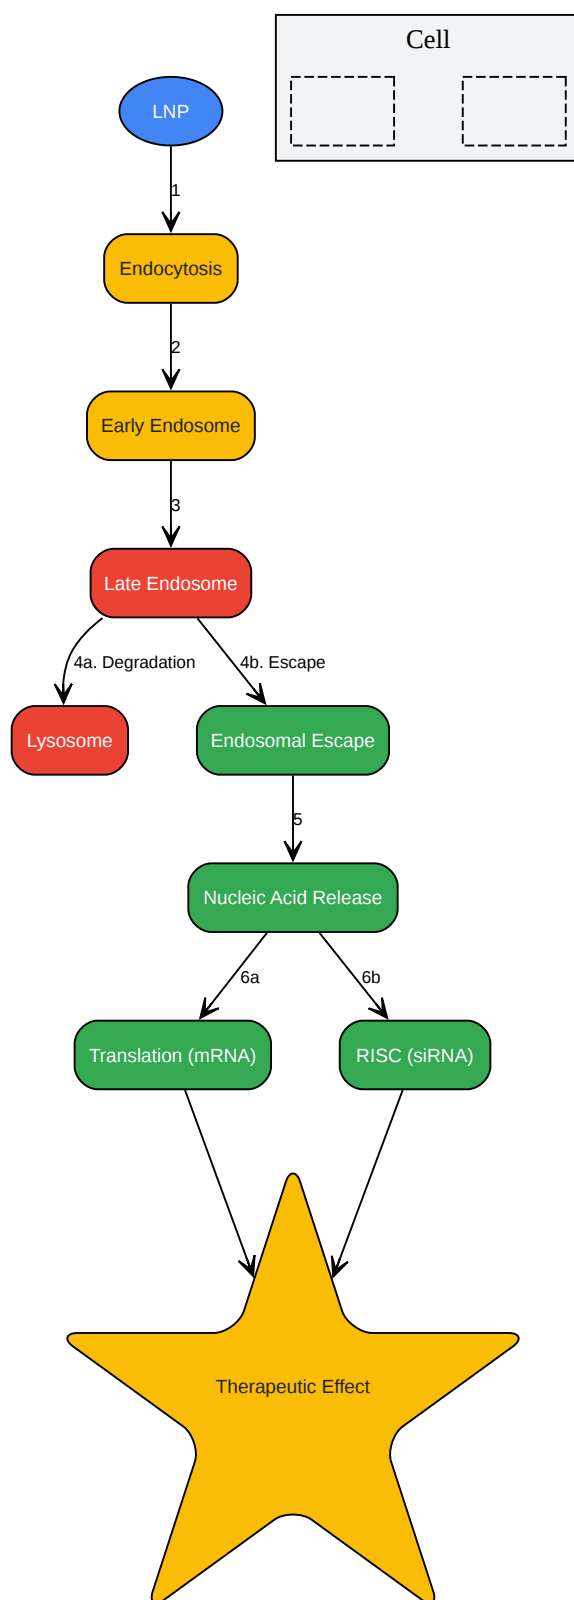 Cell
LNP
1
Endocytosis
2
Early Endosome
3
Late Endosome
4a. Degradation
4b. Escape
Lysosome
Endosomal Escape
5
Nucleic Acid Release
6a
6b
Translation (mRNA)
RISC (siRNA)
Therapeutic Effect